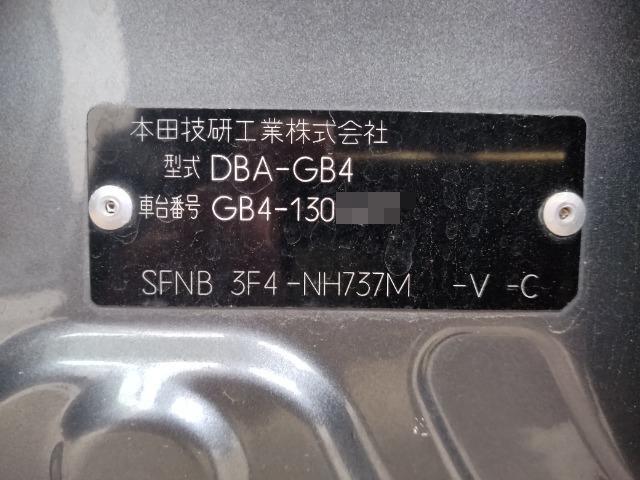 本田技研工業株式会社
型式 DBA-GB4
車台番号 GB4-130
SFNB 3F4-NH737M -V -C